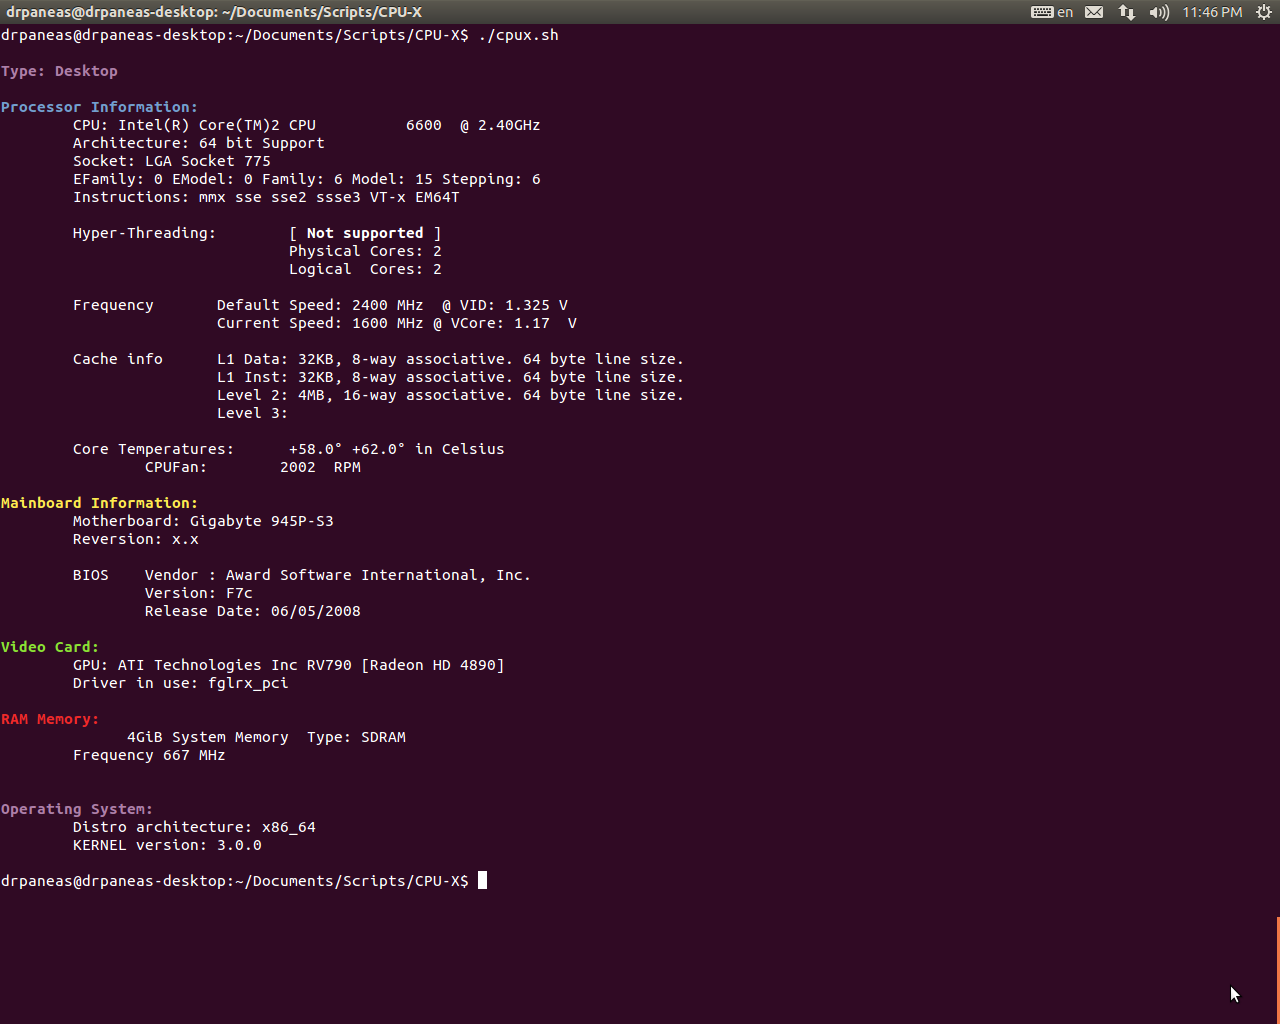 drpaneas@drpaneas-desktop: ~/Documents/Scripts/CPU-X
en 11:46 PM
drpaneas@drpaneas-desktop:~/Documents/Scripts/CPU-X$ ./cpux.sh
Type: Desktop
Processor Information:
CPU: Intel(R) Core(TM)2 CPU          6600  @ 2.40GHz
Architecture: 64 bit Support
Socket: LGA Socket 775
EFamily: 0 EModel: 0 Family: 6 Model: 15 Stepping: 6
Instructions: mmx sse sse2 ssse3 VT-x EM64T
Hyper-Threading:        [ Not supported ]
Physical Cores: 2
Logical  Cores: 2
Frequency       Default Speed: 2400 MHz  @ VID: 1.325 V
Current Speed: 1600 MHz @ VCore: 1.17  V
Cache info      L1 Data: 32KB, 8-way associative. 64 byte line size.
L1 Inst: 32KB, 8-way associative. 64 byte line size.
Level 2: 4MB, 16-way associative. 64 byte line size.
Level 3:
Core Temperatures:      +58.0° +62.0° in Celsius
CPUFan:        2002  RPM
Mainboard Information:
Motherboard: Gigabyte 945P-S3
Reversion: x.x
BIOS    Vendor : Award Software International, Inc.
Version: F7c
Release Date: 06/05/2008
Video Card:
GPU: ATI Technologies Inc RV790 [Radeon HD 4890]
Driver in use: fglrx_pci
RAM Memory:
4GiB System Memory  Type: SDRAM
Frequency 667 MHz
Operating System:
Distro architecture: x86_64
KERNEL version: 3.0.0
drpaneas@drpaneas-desktop:~/Documents/Scripts/CPU-X$